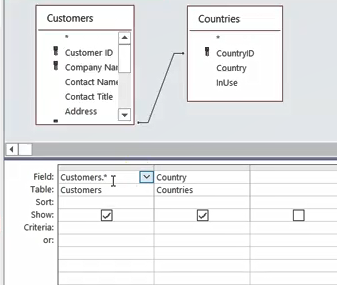 Customers
*
Customer ID
Company Nar
Contact Name
Contact Title
Address
Countries
*
CountryID
Country
InUse
Field: Customers.* Country
Table: Customers Countries
Sort:
Show:
Criteria:
or: